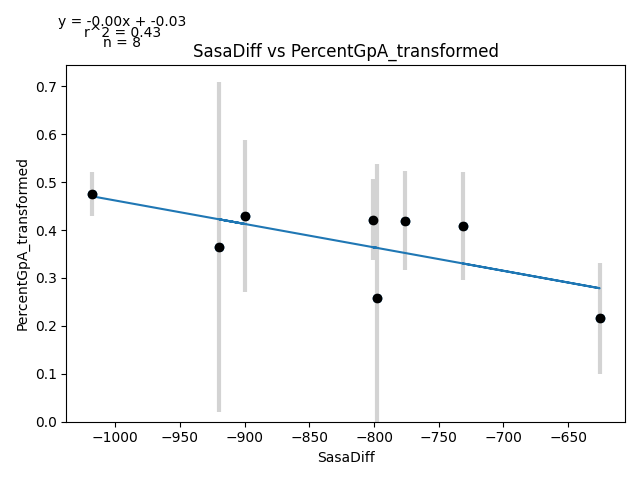 y = -0.00x + -0.03
r^2 = 0.43
n = 8
SasaDiff vs PercentGpA_transformed
0.7
0.6
0.5
0.4
0.3
0.2
0.1
0.0
PercentGpA_transformed
−1000 −950 −900 −850 −800 −750 −700 −650
SasaDiff